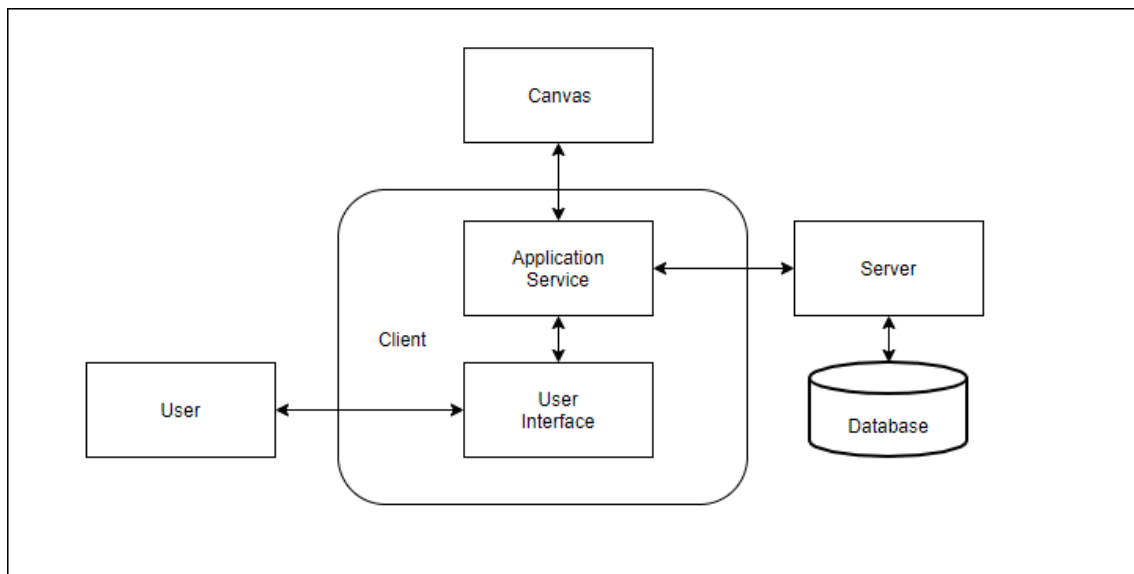 Canvas
Application
Service
Server
Client
User
User
Interface
Database